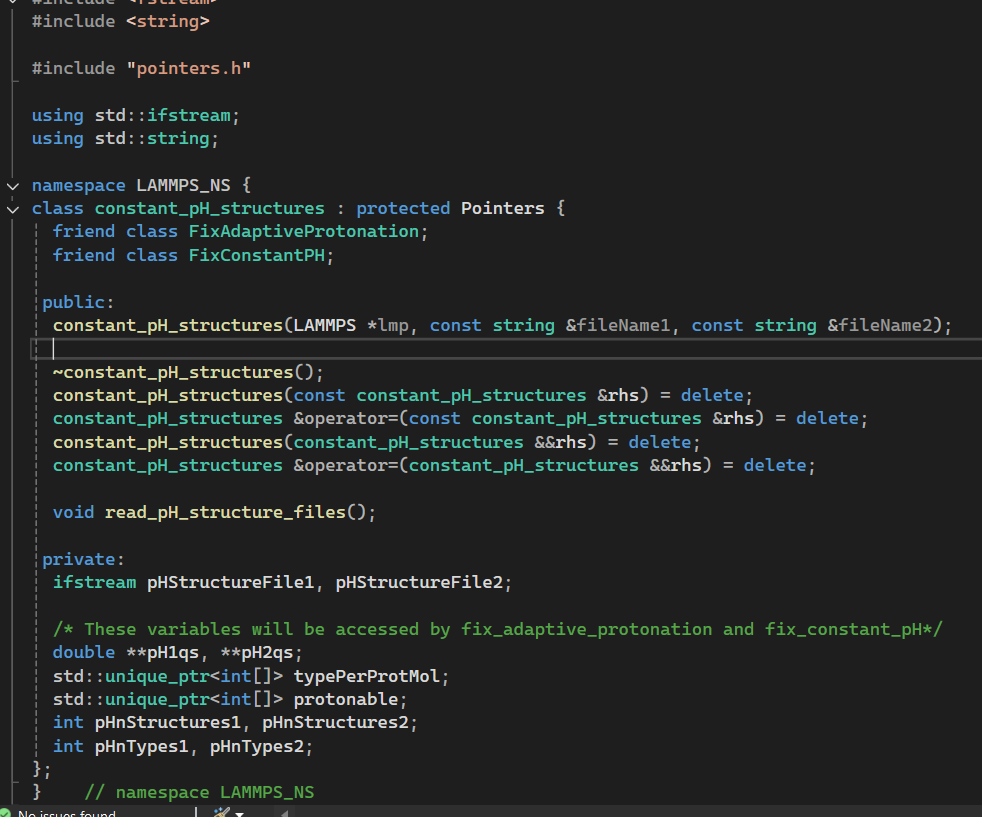 #include <fstream>
#include <string>
#include "pointers.h"
using std::ifstream;
using std::string;
namespace LAMMPS_NS {
class constant_pH_structures : protected Pointers {
friend class FixAdaptiveProtonation;
friend class FixConstantPH;
public:
constant_pH_structures(LAMMPS *lmp, const string &fileName1, const string &fileName2);
~constant_pH_structures();
constant_pH_structures(const constant_pH_structures &rhs) = delete;
constant_pH_structures &operator=(const constant_pH_structures &rhs) = delete;
constant_pH_structures(constant_pH_structures &&rhs) = delete;
constant_pH_structures &operator=(constant_pH_structures &&rhs) = delete;
void read_pH_structure_files();
private:
ifstream pHStructureFile1, pHStructureFile2;
/* These variables will be accessed by fix_adaptive_protonation and fix_constant_pH*/
double **pH1qs, **pH2qs;
std::unique_ptr<int[]> typePerProtMol;
std::unique_ptr<int[]> protonable;
int pHnStructures1, pHnStructures2;
int pHnTypes1, pHnTypes2;
};
} // namespace LAMMPS_NS
No issues found